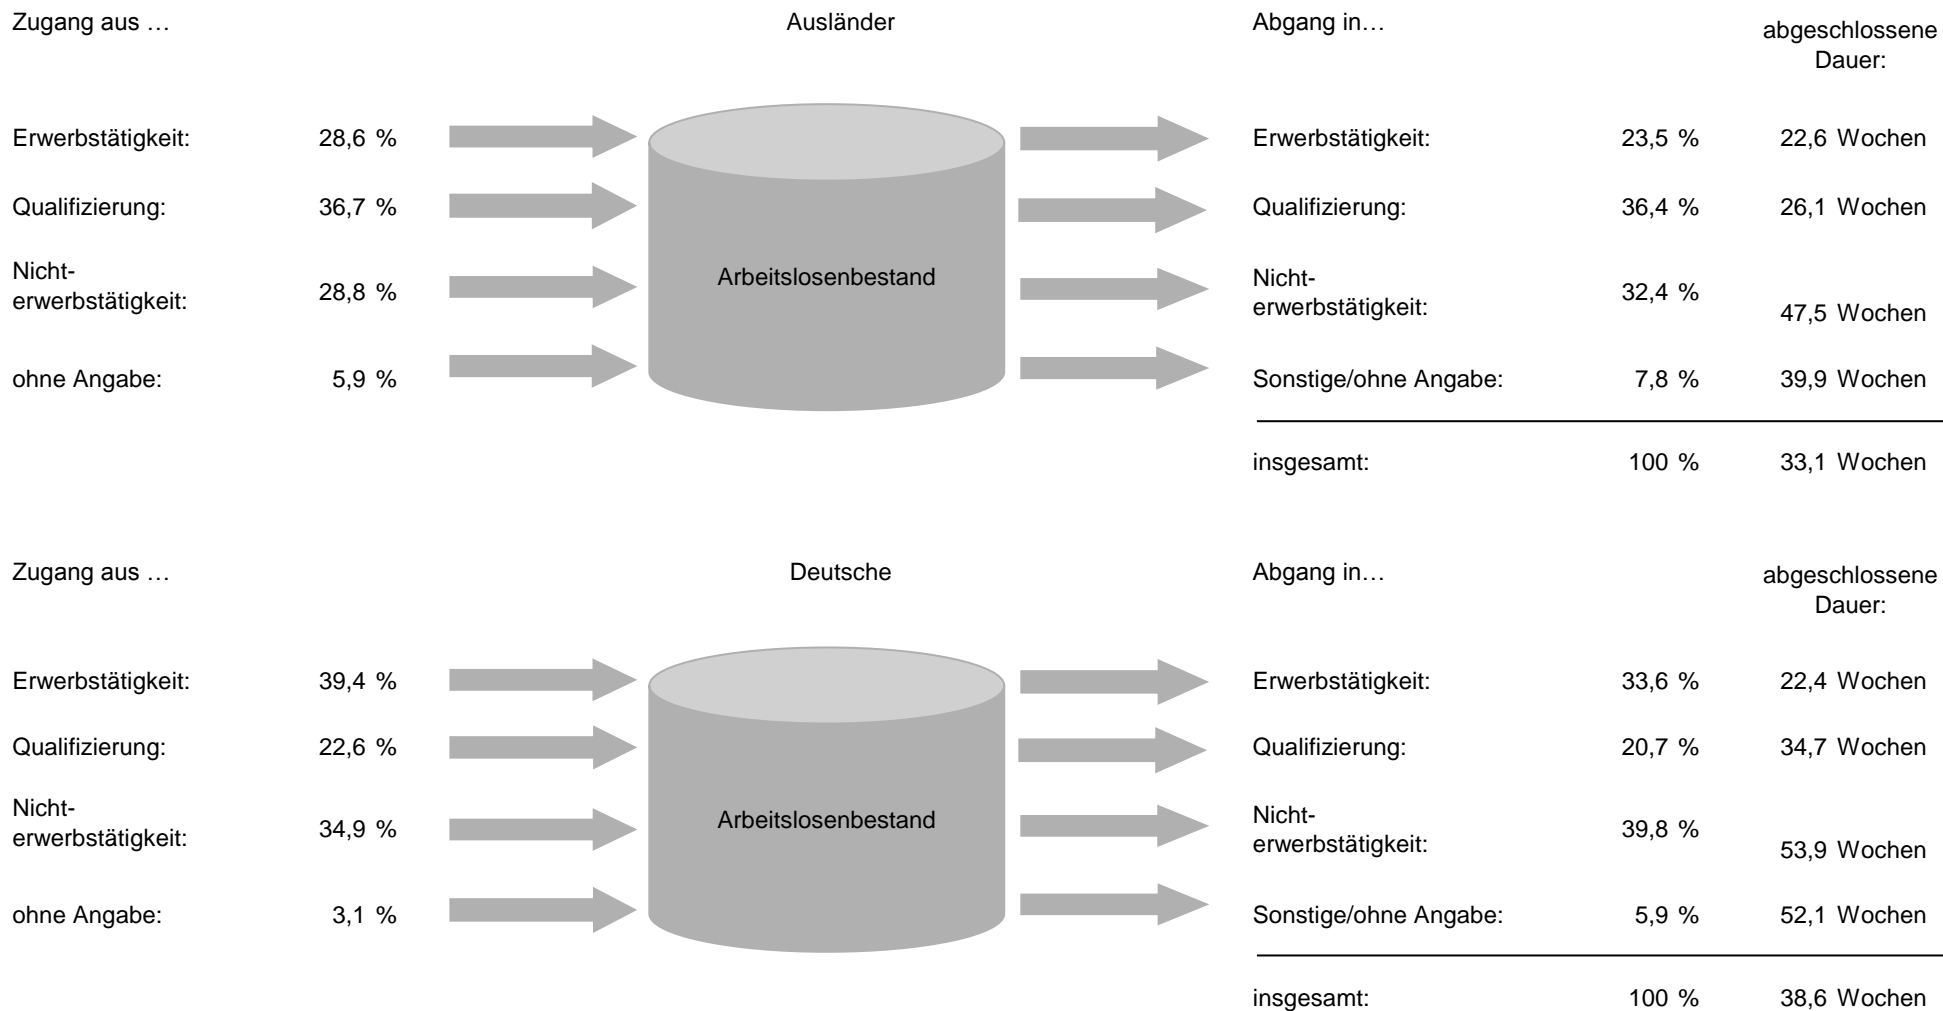 Zugang aus …
Ausländer
Abgang in…
abgeschlossene
Dauer:
Erwerbstätigkeit: 28,6 %
Erwerbstätigkeit: 23,5 % 22,6 Wochen
Qualifizierung: 36,7 %
Qualifizierung: 36,4 % 26,1 Wochen
Nicht-
erwerbstätigkeit: 28,8 %
Arbeitslosenbestand
Nicht-
erwerbstätigkeit: 32,4 % 47,5 Wochen
ohne Angabe: 5,9 %
Sonstige/ohne Angabe: 7,8 % 39,9 Wochen
insgesamt: 100 % 33,1 Wochen
Zugang aus …
Deutsche
Abgang in…
abgeschlossene
Dauer:
Erwerbstätigkeit: 39,4 %
Erwerbstätigkeit: 33,6 % 22,4 Wochen
Qualifizierung: 22,6 %
Qualifizierung: 20,7 % 34,7 Wochen
Nicht-
erwerbstätigkeit: 34,9 %
Arbeitslosenbestand
Nicht-
erwerbstätigkeit: 39,8 % 53,9 Wochen
ohne Angabe: 3,1 %
Sonstige/ohne Angabe: 5,9 % 52,1 Wochen
insgesamt: 100 % 38,6 Wochen